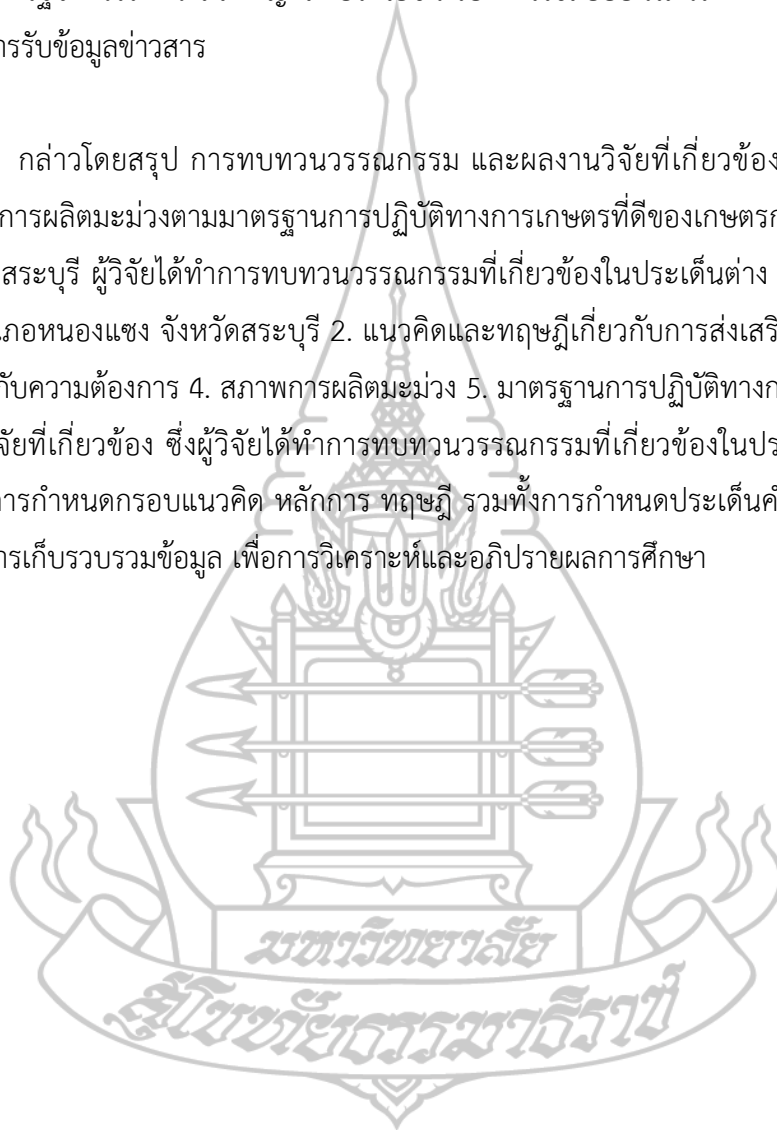 การรับข้อมูลข่าวสาร
กล่าวโดยสรุป การทบทวนวรรณกรรม และผลงานวิจัยที่เกี่ยวข้อง
การผลิตมะม่วงตามมาตรฐานการปฏิบัติทางการเกษตรที่ดีของเกษตรก
สระบุรี ผู้วิจัยได้ทำการทบทวนวรรณกรรมที่เกี่ยวข้องในประเด็นต่าง
เภอหนองแซง จังหวัดสระบุรี 2. แนวคิดและทฤษฎีเกี่ยวกับการส่งเสริ
กับความต้องการ 4. สภาพการผลิตมะม่วง 5. มาตรฐานการปฏิบัติทางก
จัยที่เกี่ยวข้อง ซึ่งผู้วิจัยได้ทำการทบทวนวรรณกรรมที่เกี่ยวข้องในปร
การกำหนดกรอบแนวคิด หลักการ ทฤษฎี รวมทั้งการกำหนดประเด็นค
การเก็บรวบรวมข้อมูล เพื่อการวิเคราะห์และอภิปรายผลการศึกษา
มหาวิทยาลัย
สุโขทัยธรรมาธิราช